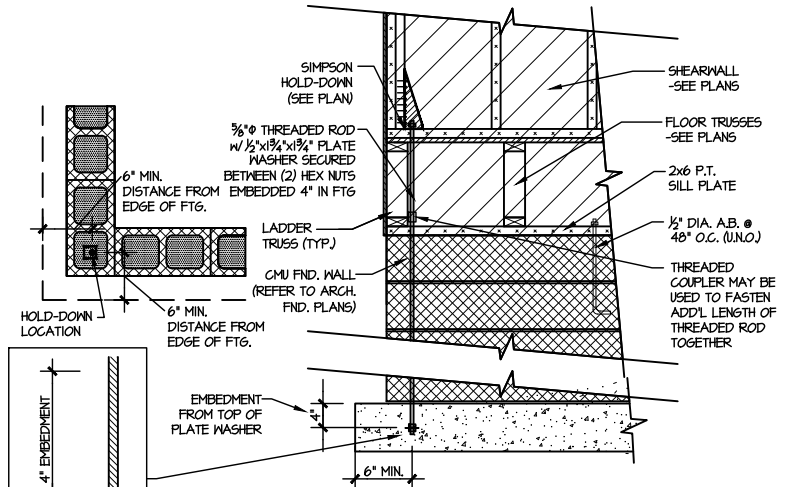 SIMPSON
HOLD-DOWN
(SEE PLAN)
5/8"Φ THREADED ROD
W/ 1/2"x1 3/4"x1 3/4" PLATE
WASHER SECURED
BETWEEN (2) HEX NUTS
EMBEDDED 4" IN FTG
LADDER
TRUSS (TYP.)
CMU FND. WALL
(REFER TO ARCH.
FND. PLANS)
SHEARWALL
-SEE PLANS
FLOOR TRUSSES
-SEE PLANS
2x6 P.T.
SILL PLATE
1/2" DIA. A.B. @
48" O.C. (U.N.O.)
THREADED
COUPLER MAY BE
USED TO FASTEN
ADD'L LENGTH OF
THREADED ROD
TOGETHER
6" MIN.
DISTANCE FROM
EDGE OF FTG.
HOLD-DOWN
LOCATION
6" MIN.
DISTANCE FROM
EDGE OF FTG.
EMBEDMENT
FROM TOP OF
PLATE WASHER
4"
6" MIN.
4" EMBEDMENT